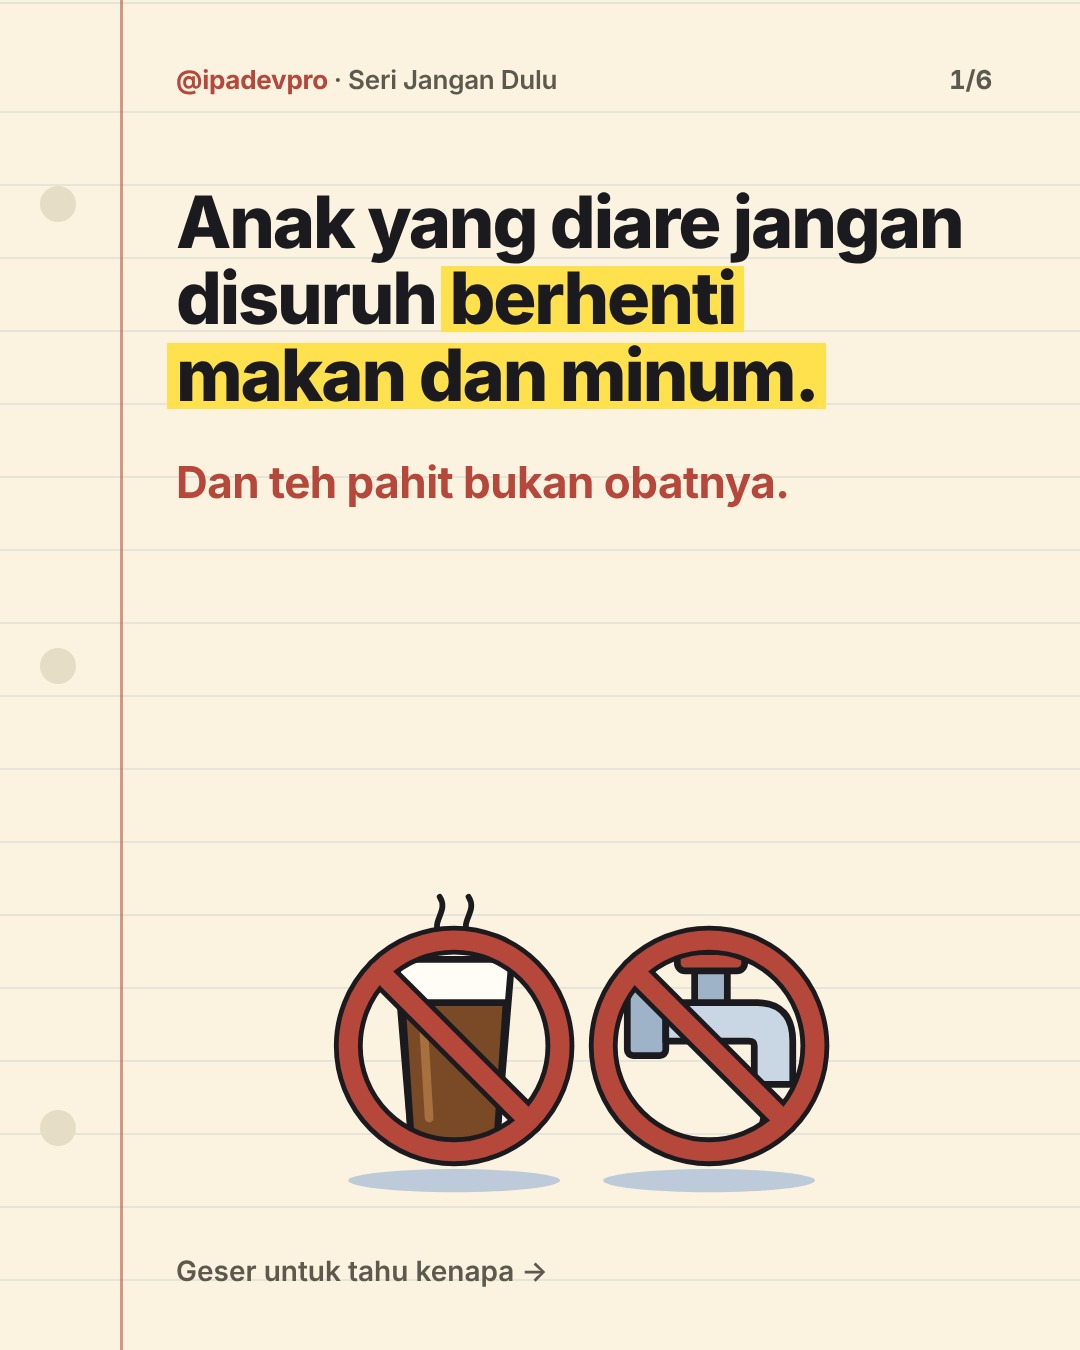 @ipadevpro · Seri Jangan Dulu
1/6
Anak yang diare jangan
disuruh berhenti
makan dan minum.
Dan teh pahit bukan obatnya.
Geser untuk tahu kenapa →